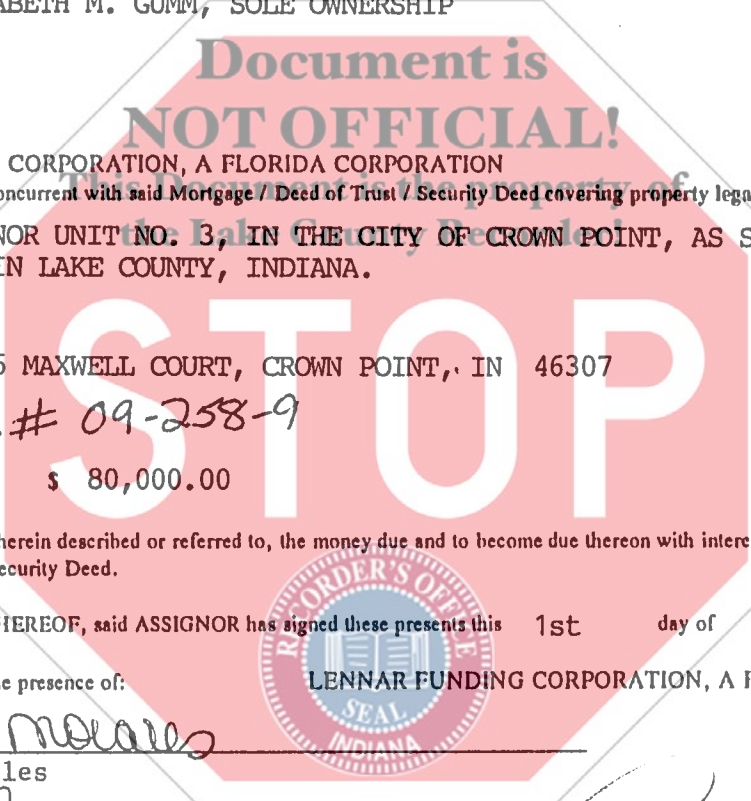 ABETH M. GUMM, SOLE OWNERSHIP
Document is
NOT OFFICIAL!
CORPORATION, A FLORIDA CORPORATION
This Document is the property of
oncurrent with said Mortgage / Deed of Trust / Security Deed covering property lega
the Lake County Recorder!
NOR UNIT NO. 3, IN THE CITY OF CROWN POINT, AS S
IN LAKE COUNTY, INDIANA.
STOP
5 MAXWELL COURT, CROWN POINT, IN 46307
# 09-258-9
$ 80,000.00
herein described or referred to, the money due and to become due thereon with intere
ecurity Deed.
HEREOF, said ASSIGNOR has signed these presents this 1st day of
RECORDER'S OFFICE
SEAL
INDIANA
e presence of: LENNAR FUNDING CORPORATION, A F
Morales
les